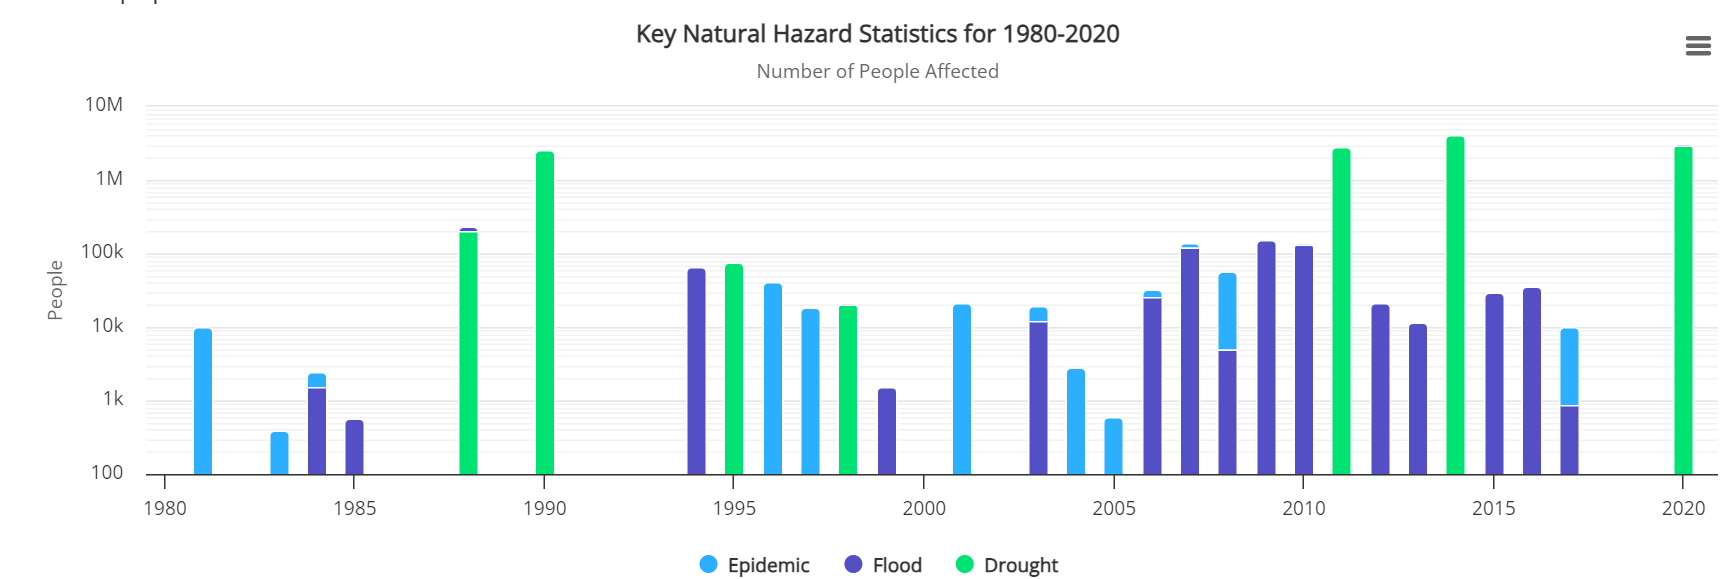 Key Natural Hazard Statistics for 1980-2020
Number of People Affected
10M
1M
100k
10k
1k
100
People
1980 1985 1990 1995 2000 2005 2010 2015 2020
Epidemic Flood Drought